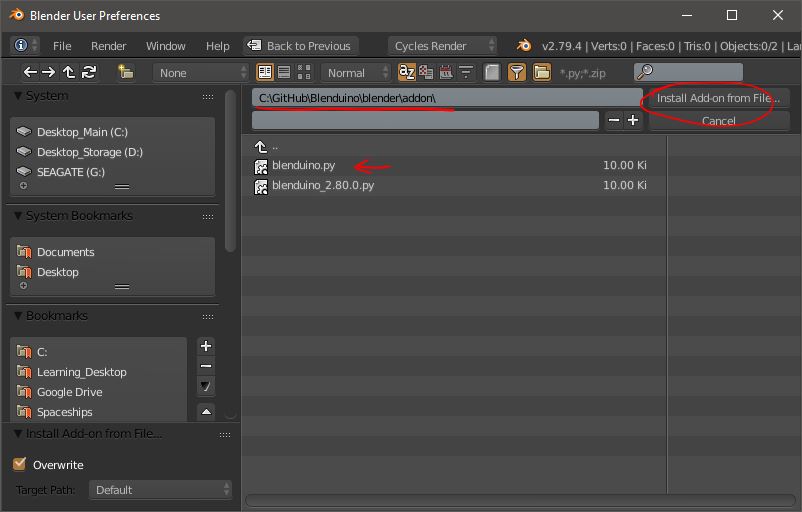 Blender User Preferences
File Render Window Help Back to Previous Cycles Render v2.79.4 | Verts:0 | Faces:0 | Tris:0 | Objects:0/2 | La
None Normal *.py;*.zip
System
Desktop_Main (C:)
Desktop_Storage (D:)
SEAGATE (G:)
System Bookmarks
Documents
Desktop
Bookmarks
C:
Learning_Desktop
Google Drive
Spaceships
Install Add-on from File...
Overwrite
Target Path: Default
C:\GitHub\Blenduino\blender\addon\ Install Add-on from File...
Cancel
..
blenduino.py 10.00 Ki
blenduino_2.80.0.py 10.00 Ki